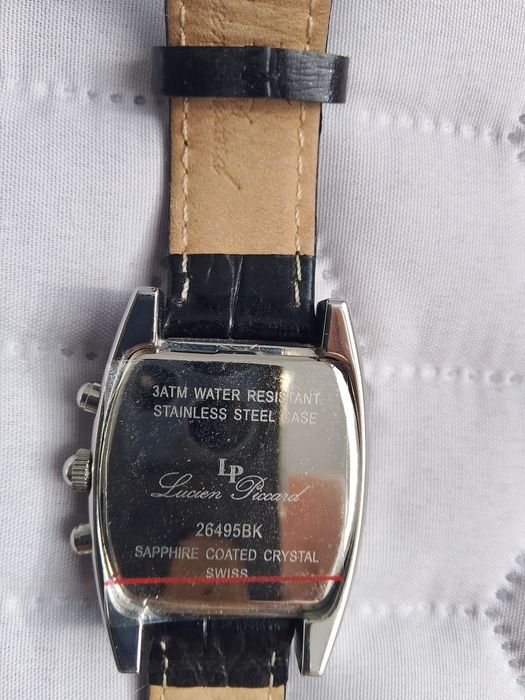 3ATM WATER RESISTANT
STAINLESS STEEL CASE
LP
Lucien Piccard
26495BK
SAPPHIRE COATED CRYSTAL
SWISS